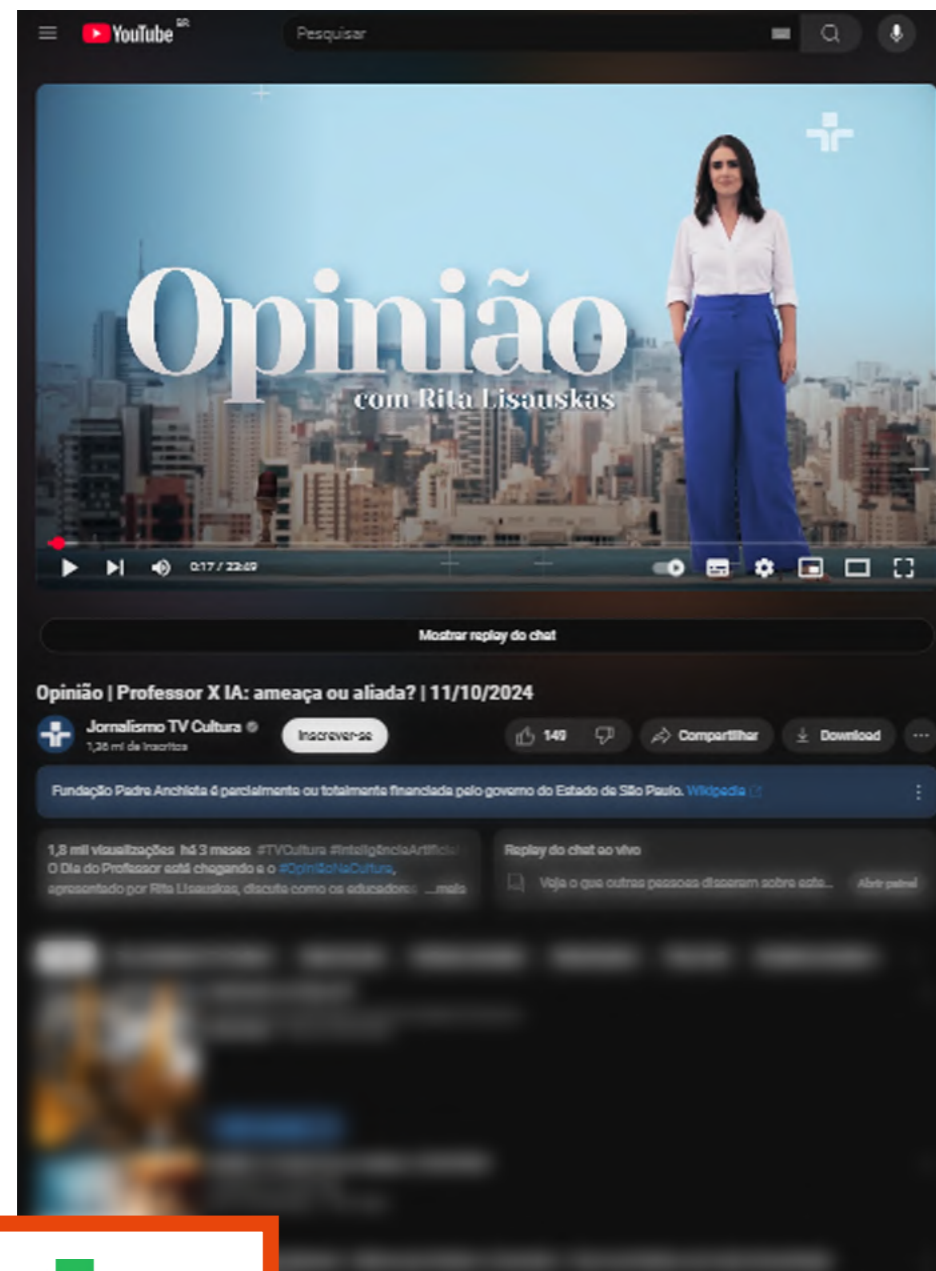 YouTube BR
Pesquisar
Opinião
com Rita Lisauskas
0:17 / 23:49
Mostrar replay do chat
Opinião | Professor X IA: ameaça ou aliada? | 11/10/2024
Jornalismo TV Cultura
1,36 mi de inscritos
Inscrever-se
149
Compartilhar
Download
Fundação Padre Anchieta é parcialmente ou totalmente financiada pelo governo do Estado de São Paulo. Wikipedia
1,8 mil visualizações há 3 meses #TVCultura #InteligênciaArtificial
O Dia do Professor está chegando e o #OpiniãoNaCultura,
apresentado por Rita Lisauskas, discute como os educadores ...mais
Replay do chat ao vivo
Veja o que outras pessoas disseram sobre este...
Abrir painel